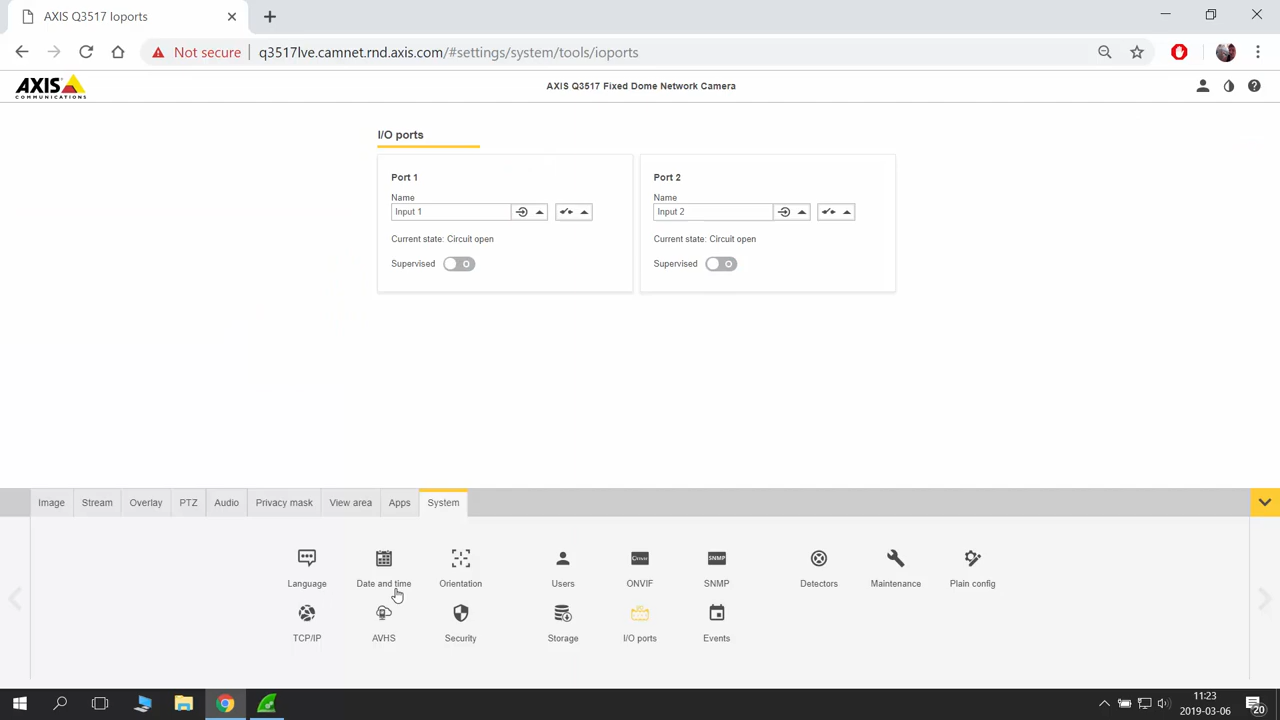 AXIS Q3517 Ioports
Not secure q3517lve.camnet.rnd.axis.com/#settings/system/tools/ioports
AXIS
COMMUNICATIONS
AXIS Q3517 Fixed Dome Network Camera
I/O ports
Port 1
Name
Input 1
Current state: Circuit open
Supervised
Port 2
Name
Input 2
Current state: Circuit open
Supervised
Image Stream Overlay PTZ Audio Privacy mask View area Apps System
Language Date and time Orientation Users ONVIF SNMP Detectors Maintenance Plain config
TCP/IP AVHS Security Storage I/O ports Events
11:23
2019-03-06
20